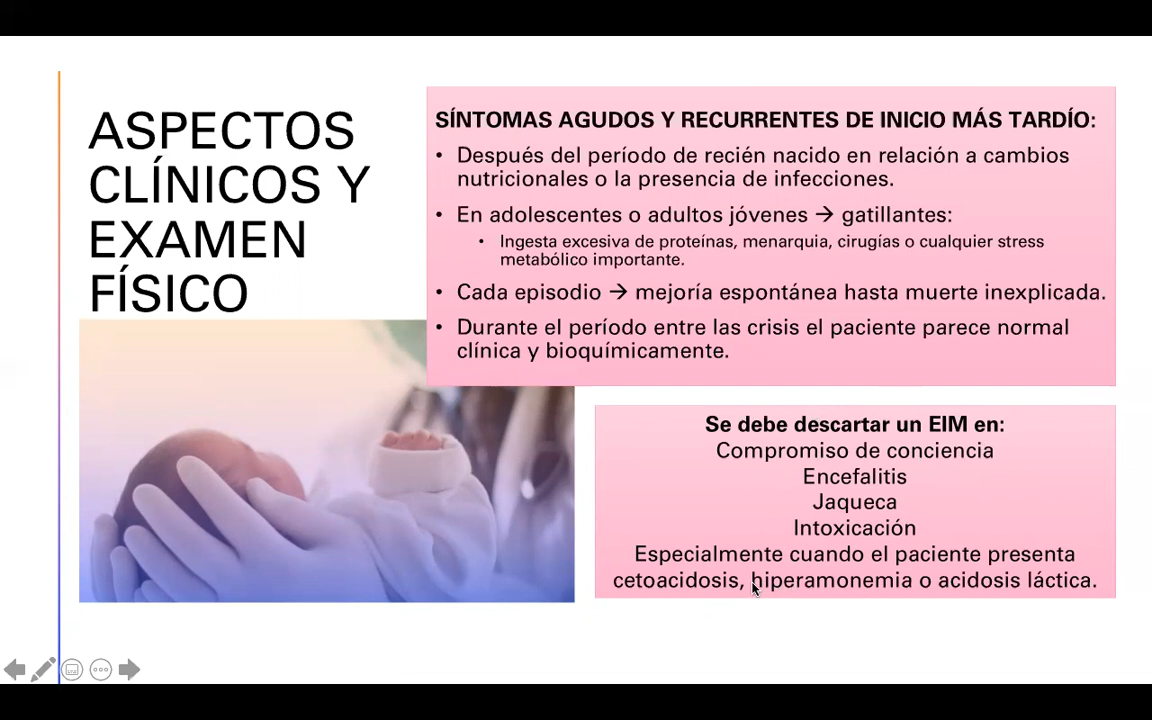 ASPECTOS
CLÍNICOS Y
EXAMEN
FÍSICO
SÍNTOMAS AGUDOS Y RECURRENTES DE INICIO MÁS TARDÍO:
• Después del período de recién nacido en relación a cambios
nutricionales o la presencia de infecciones.
• En adolescentes o adultos jóvenes → gatillantes:
• Ingesta excesiva de proteínas, menarquia, cirugías o cualquier stress
metabólico importante.
• Cada episodio → mejoría espontánea hasta muerte inexplicada.
• Durante el período entre las crisis el paciente parece normal
clínica y bioquímicamente.
Se debe descartar un EIM en:
Compromiso de conciencia
Encefalitis
Jaqueca
Intoxicación
Especialmente cuando el paciente presenta
cetoacidosis, hiperamonemia o acidosis láctica.